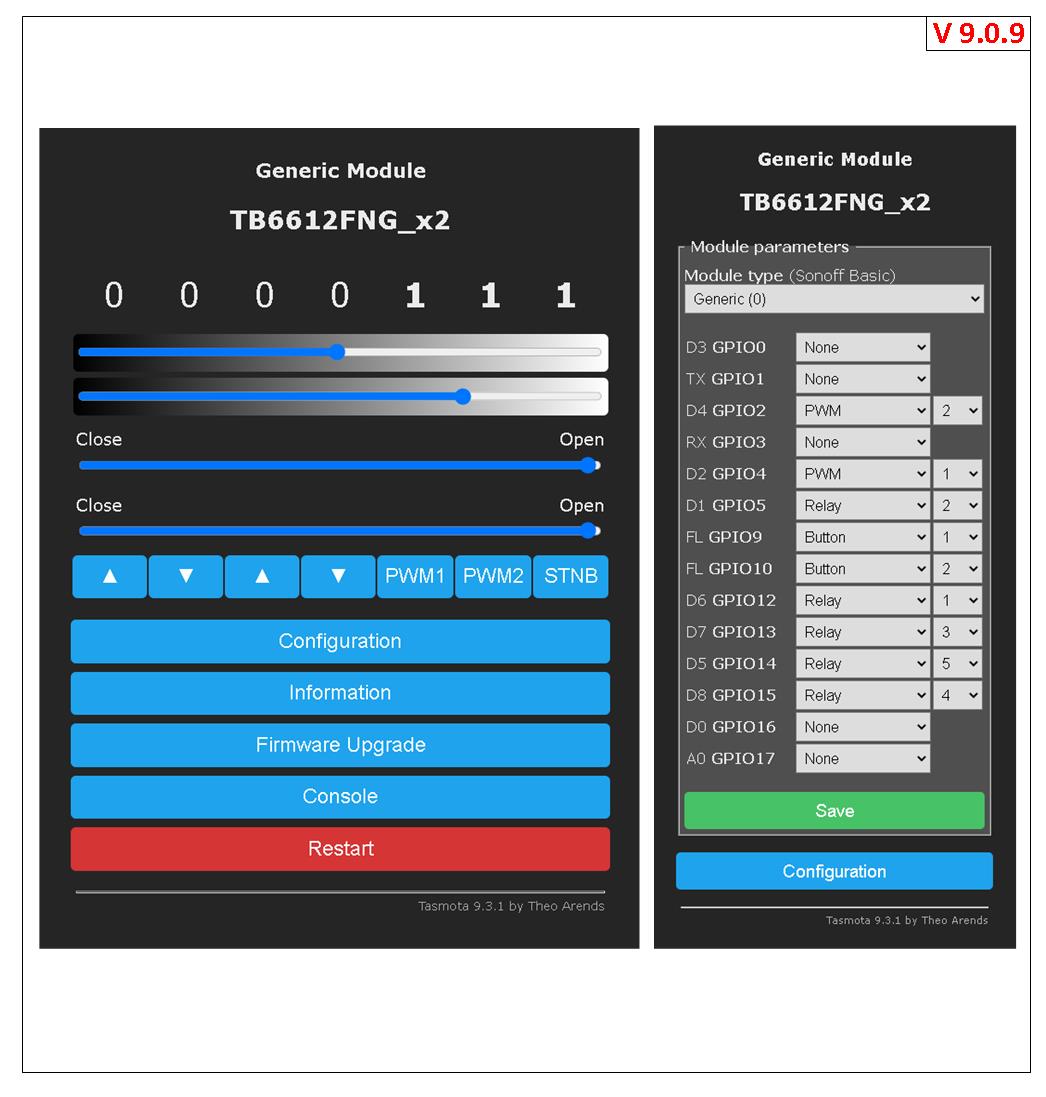 V 9.0.9
Generic Module
TB6612FNG_x2
0 0 0 0 1 1 1
Close Open
Close Open
▲ ▼ ▲ ▼ PWM1 PWM2 STNB
Configuration
Information
Firmware Upgrade
Console
Restart
Tasmota 9.3.1 by Theo Arends
Generic Module
TB6612FNG_x2
Module parameters
Module type (Sonoff Basic)
Generic (0)
D3 GPIO0 None
TX GPIO1 None
D4 GPIO2 PWM 2
RX GPIO3 None
D2 GPIO4 PWM 1
D1 GPIO5 Relay 2
FL GPIO9 Button 1
FL GPIO10 Button 2
D6 GPIO12 Relay 1
D7 GPIO13 Relay 3
D5 GPIO14 Relay 5
D8 GPIO15 Relay 4
D0 GPIO16 None
A0 GPIO17 None
Save
Configuration
Tasmota 9.3.1 by Theo Arends